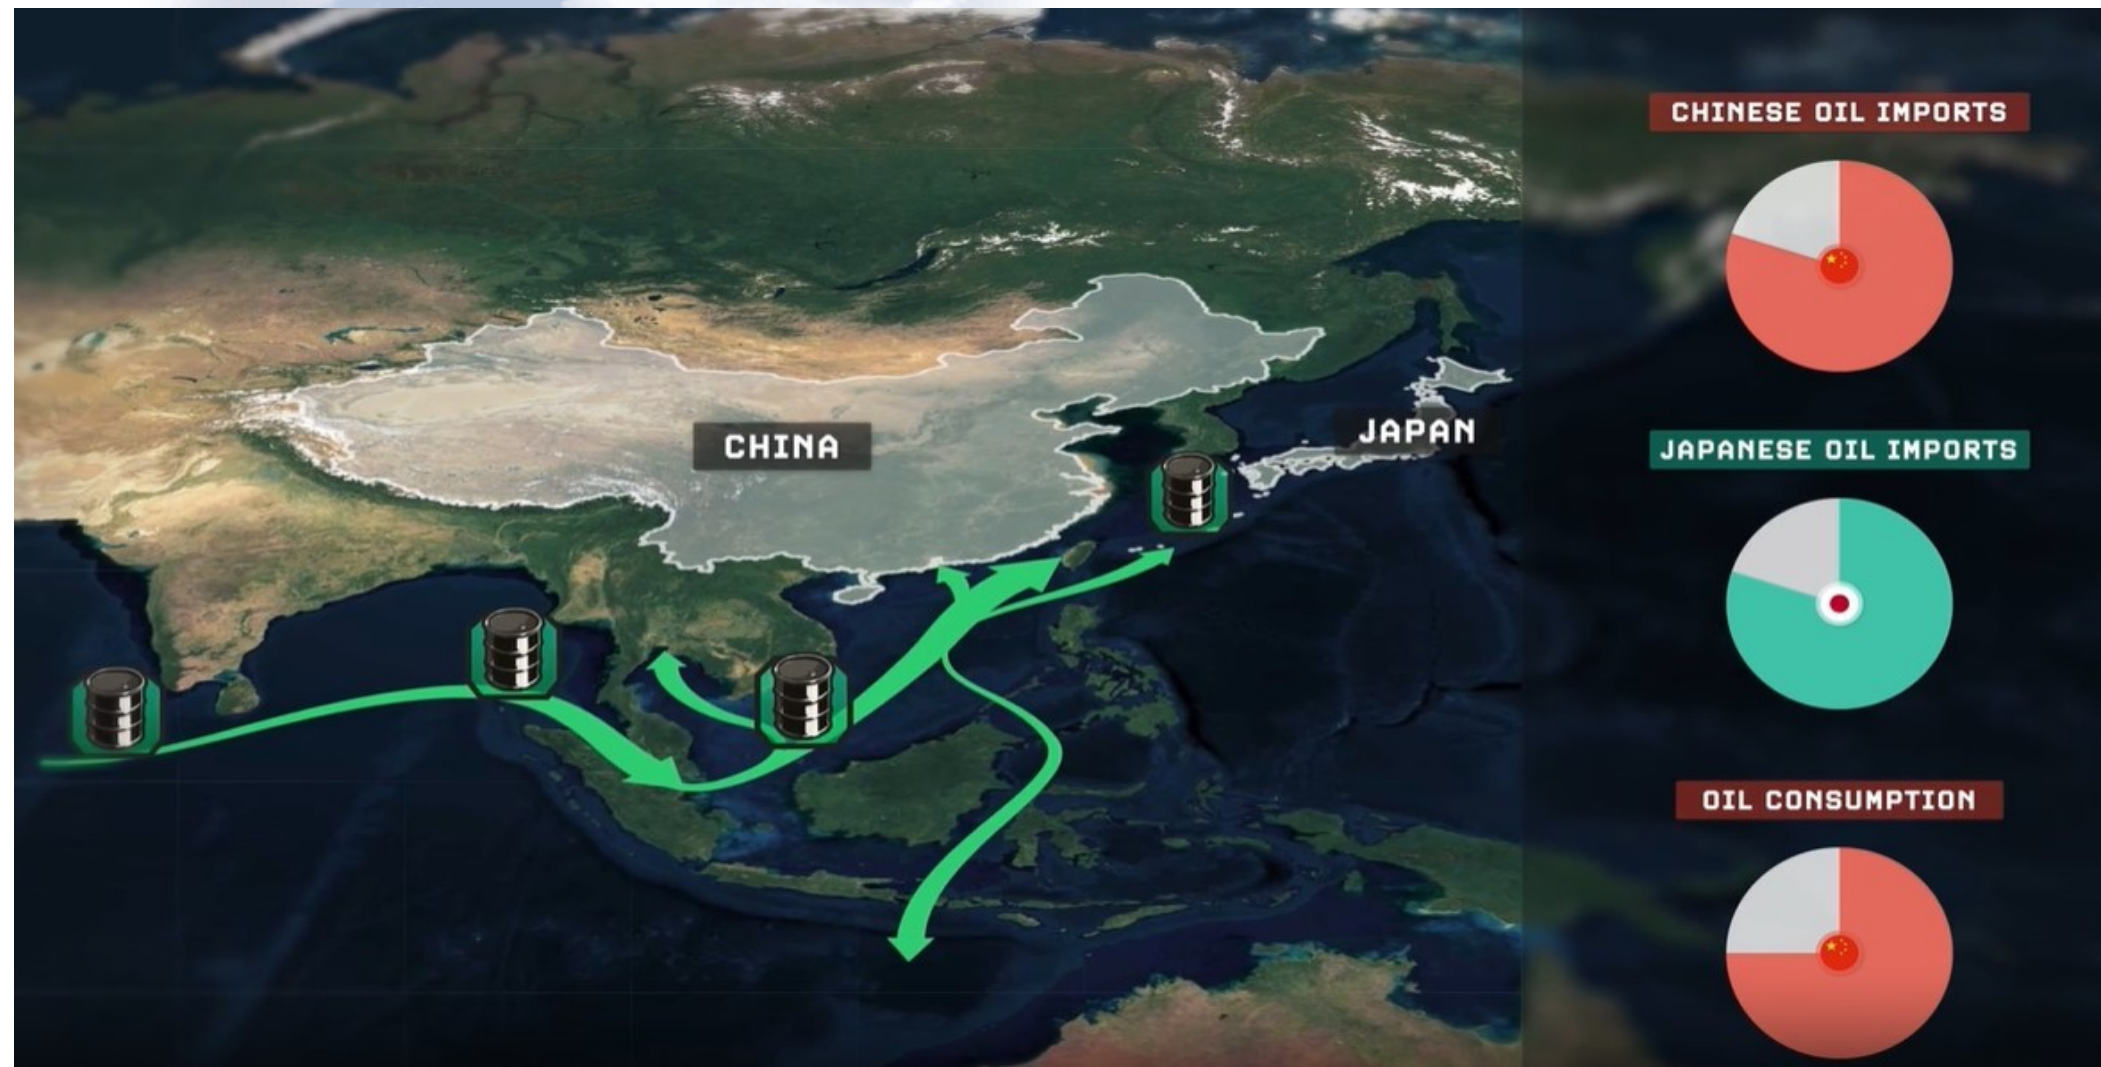 CHINESE OIL IMPORTS
CHINA
JAPAN
JAPANESE OIL IMPORTS
OIL CONSUMPTION